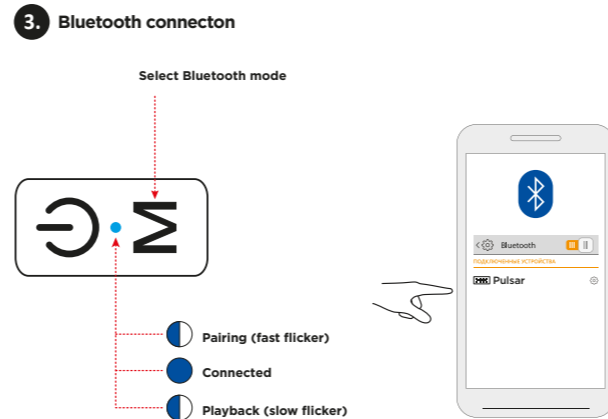 3. Bluetooth connecton
Select Bluetooth mode
M
Bluetooth
ПОДКЛЮЧЕННЫЕ УСТРОЙСТВА
Pulsar
Pairing (fast flicker)
Connected
Playback (slow flicker)